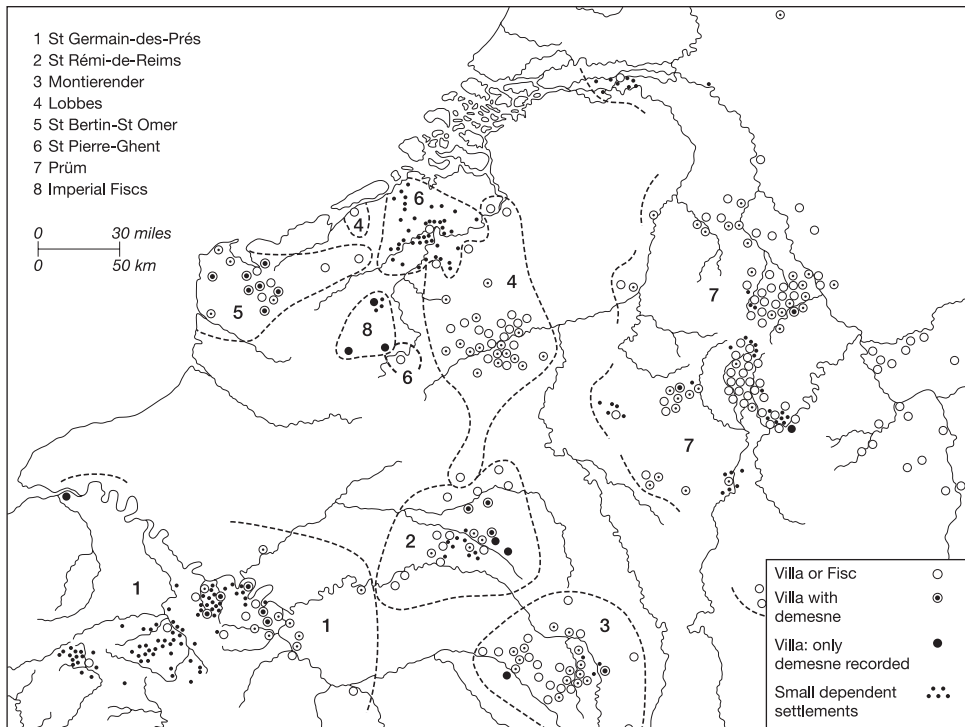 1 St Germain-des-Prés
2 St Rémi-de-Reims
3 Montierender
4 Lobbes
5 St Bertin-St Omer
6 St Pierre-Ghent
7 Prüm
8 Imperial Fiscs
0 30 miles
0 50 km
6
4
4
5
8
6
7
7
2
1
1
3
Villa or Fisc
Villa with
demesne
Villa: only
demesne recorded
Small dependent
settlements